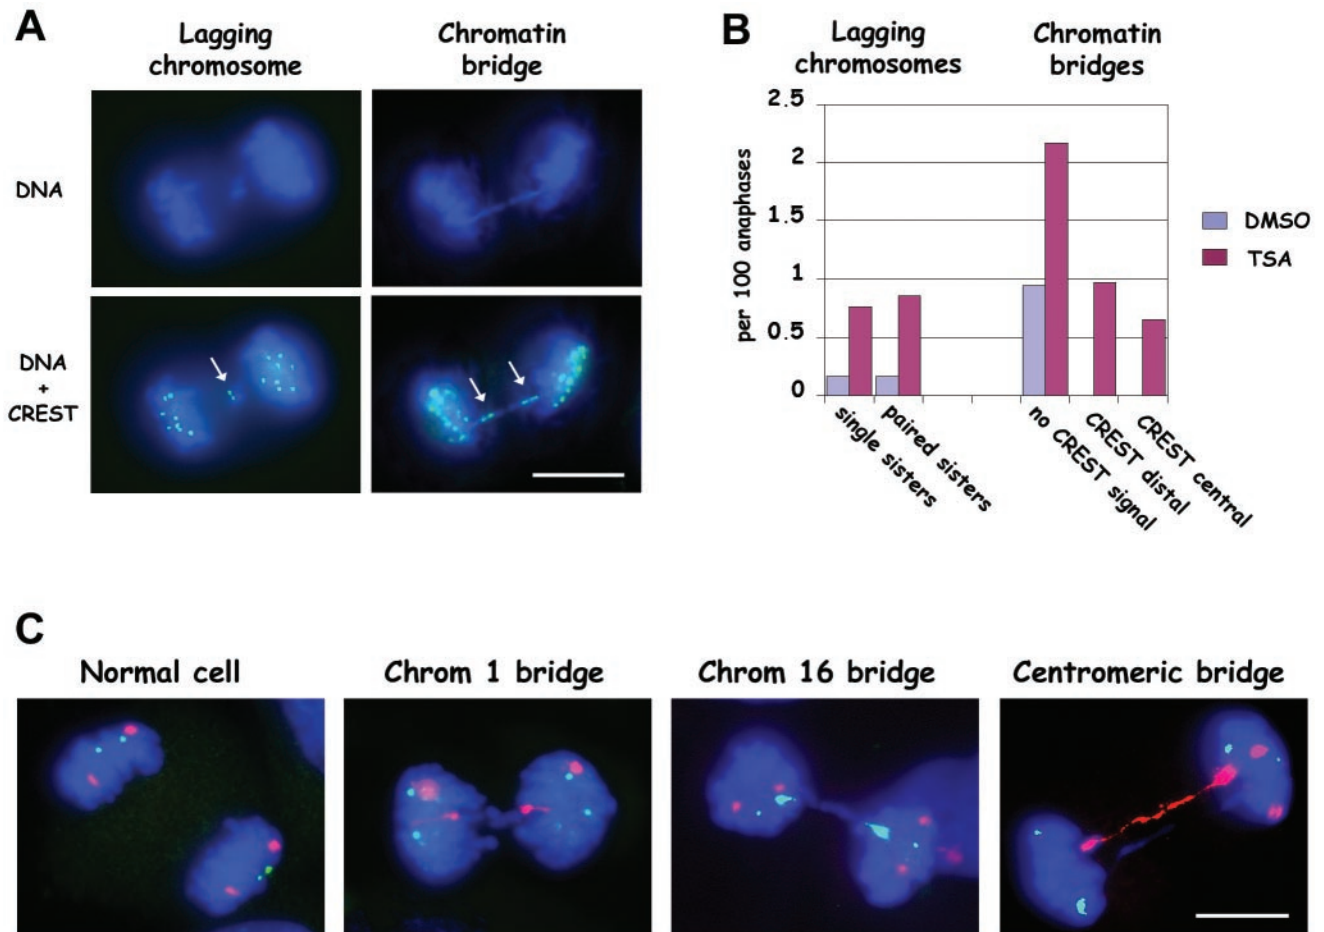 A
Lagging
chromosome
Chromatin
bridge
DNA
DNA
+
CREST
B
Lagging
chromosomes
Chromatin
bridges
per 100 anaphases
2.5
2
1.5
1
0.5
0
single sisters
paired sisters
no CREST signal
CREST distal
CREST central
DMSO
TSA
C
Normal cell
Chrom 1 bridge
Chrom 16 bridge
Centromeric bridge